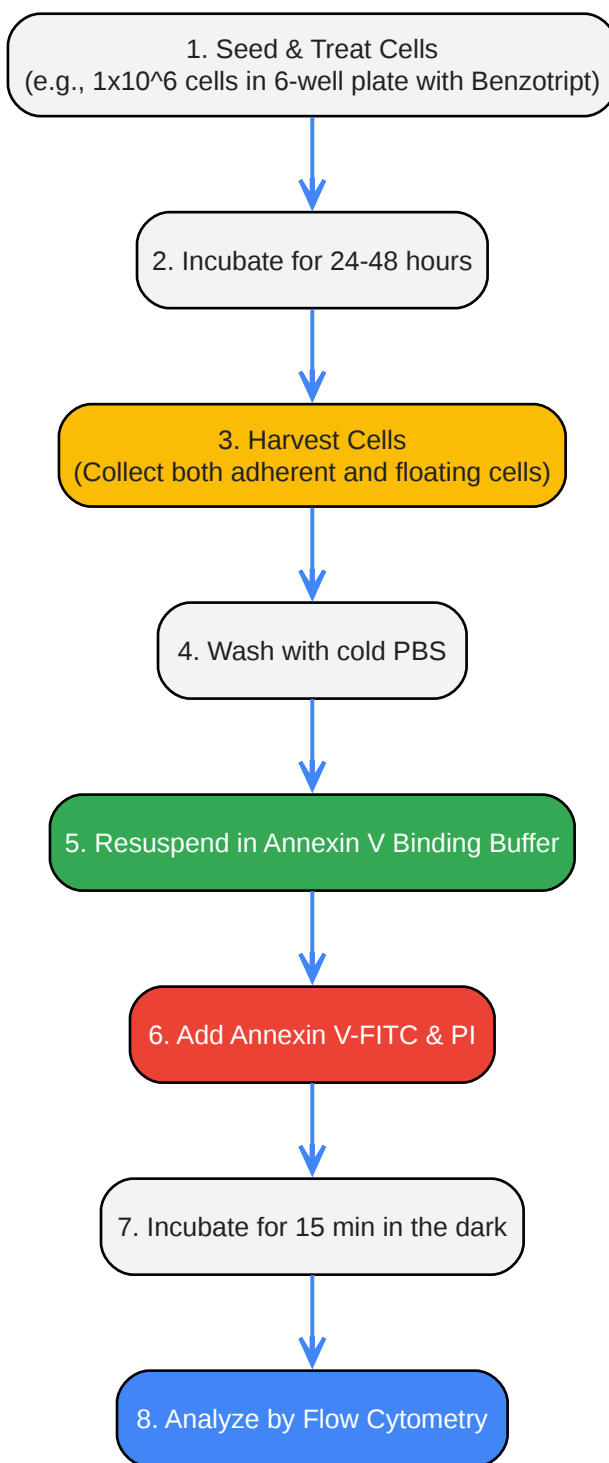 1. Seed & Treat Cells
(e.g., 1x10^6 cells in 6-well plate with Benzotript)
2. Incubate for 24-48 hours
3. Harvest Cells
(Collect both adherent and floating cells)
4. Wash with cold PBS
5. Resuspend in Annexin V Binding Buffer
6. Add Annexin V-FITC & PI
7. Incubate for 15 min in the dark
8. Analyze by Flow Cytometry